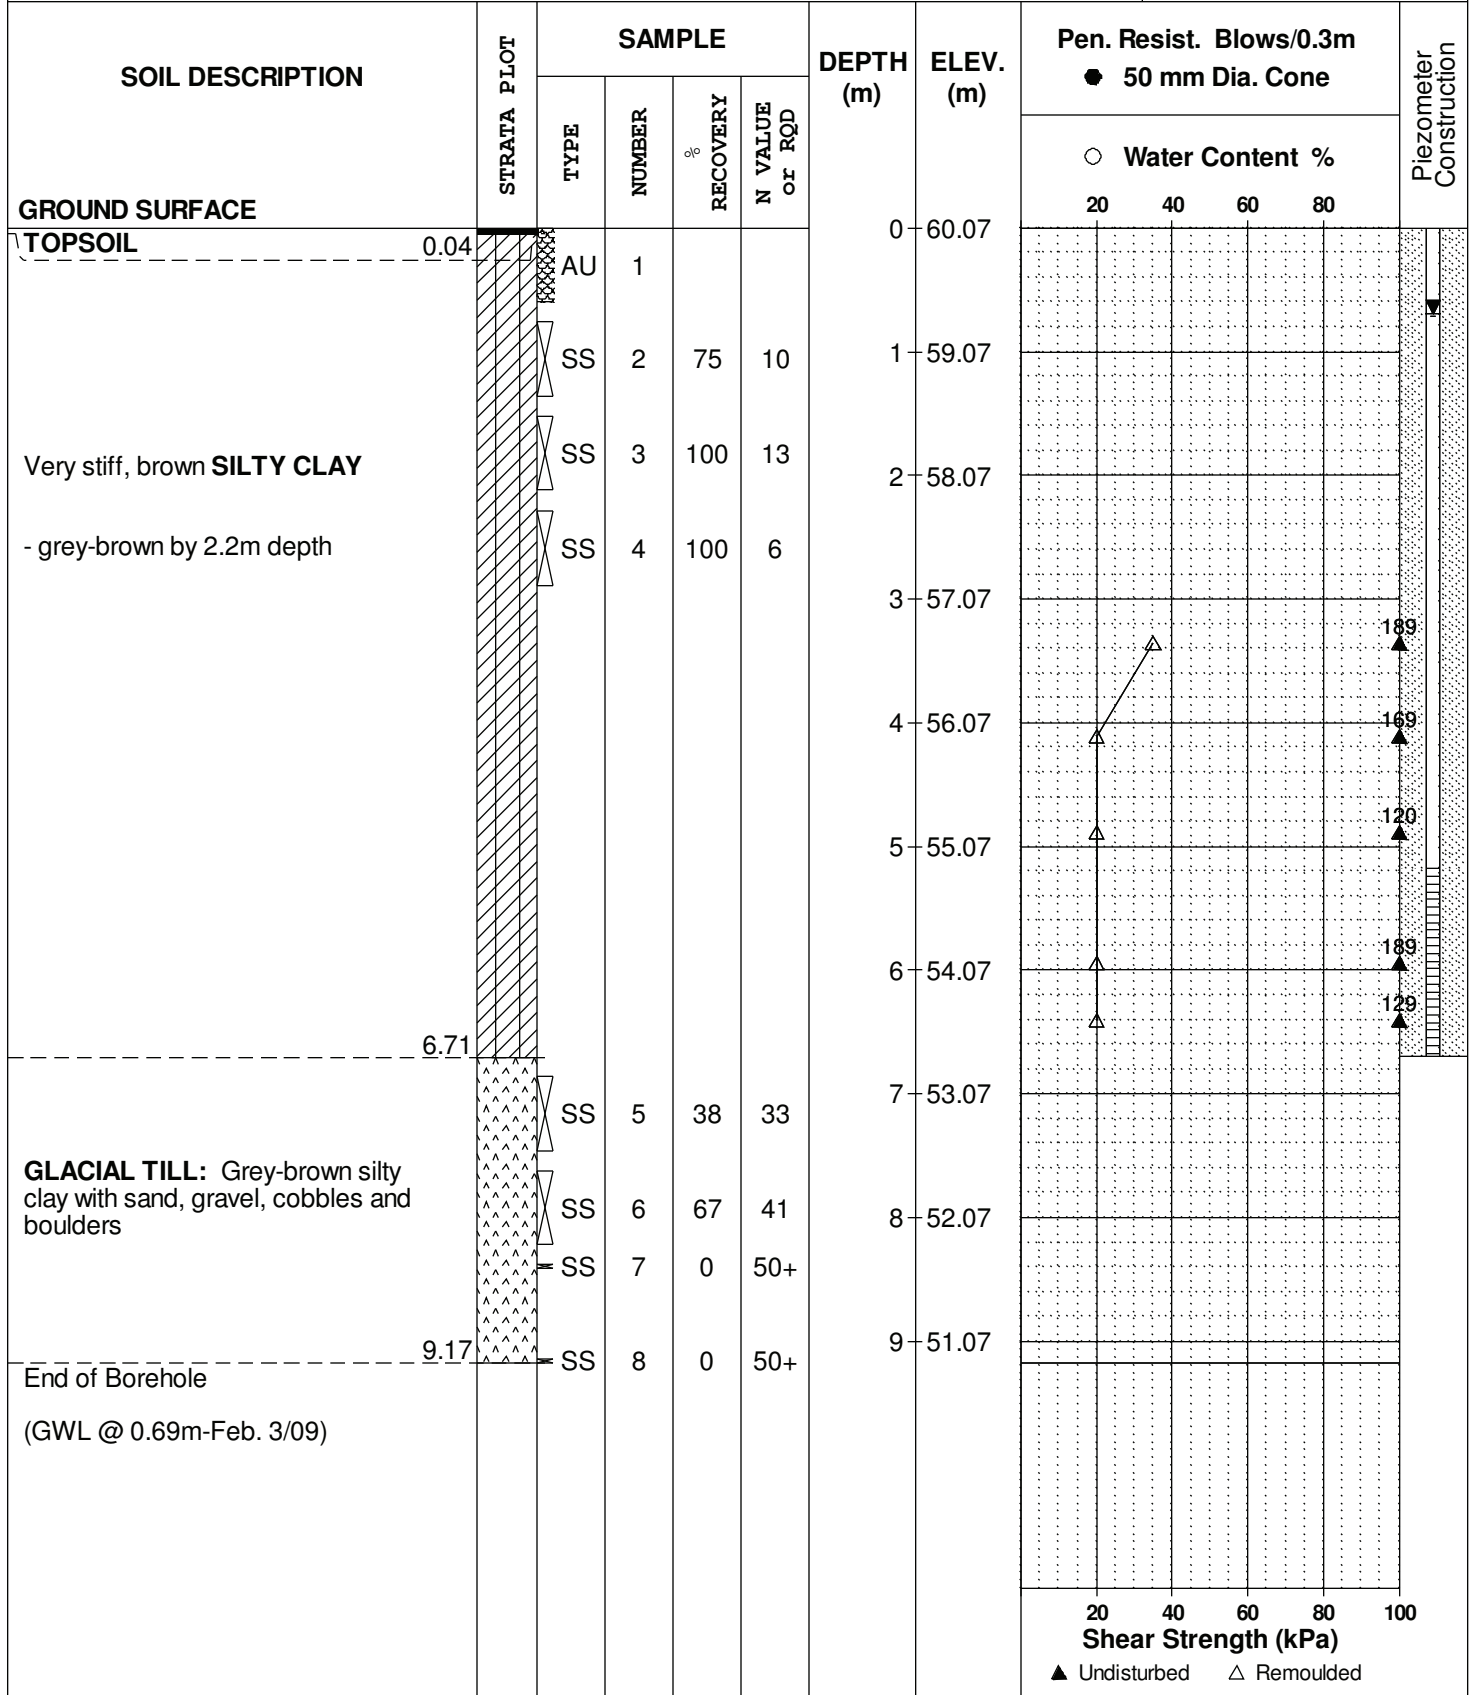 SOIL DESCRIPTION
STRATA PLOT
SAMPLE
TYPE
NUMBER
% RECOVERY
N VALUE or RQD
DEPTH (m)
ELEV. (m)
Pen. Resist. Blows/0.3m
● 50 mm Dia. Cone
○ Water Content %
20 40 60 80
Piezometer Construction
GROUND SURFACE
TOPSOIL 0.04
0 60.07
AU 1
SS 2 75 10
1 59.07
Very stiff, brown SILTY CLAY
SS 3 100 13
2 58.07
- grey-brown by 2.2m depth
SS 4 100 6
3 57.07
189
4 56.07
169
120
5 55.07
189
6 54.07
129
6.71
7 53.07
SS 5 38 33
GLACIAL TILL: Grey-brown silty
clay with sand, gravel, cobbles and
boulders
SS 6 67 41
8 52.07
SS 7 0 50+
9 51.07
9.17
SS 8 0 50+
End of Borehole
(GWL @ 0.69m-Feb. 3/09)
20 40 60 80 100
Shear Strength (kPa)
▲ Undisturbed △ Remoulded